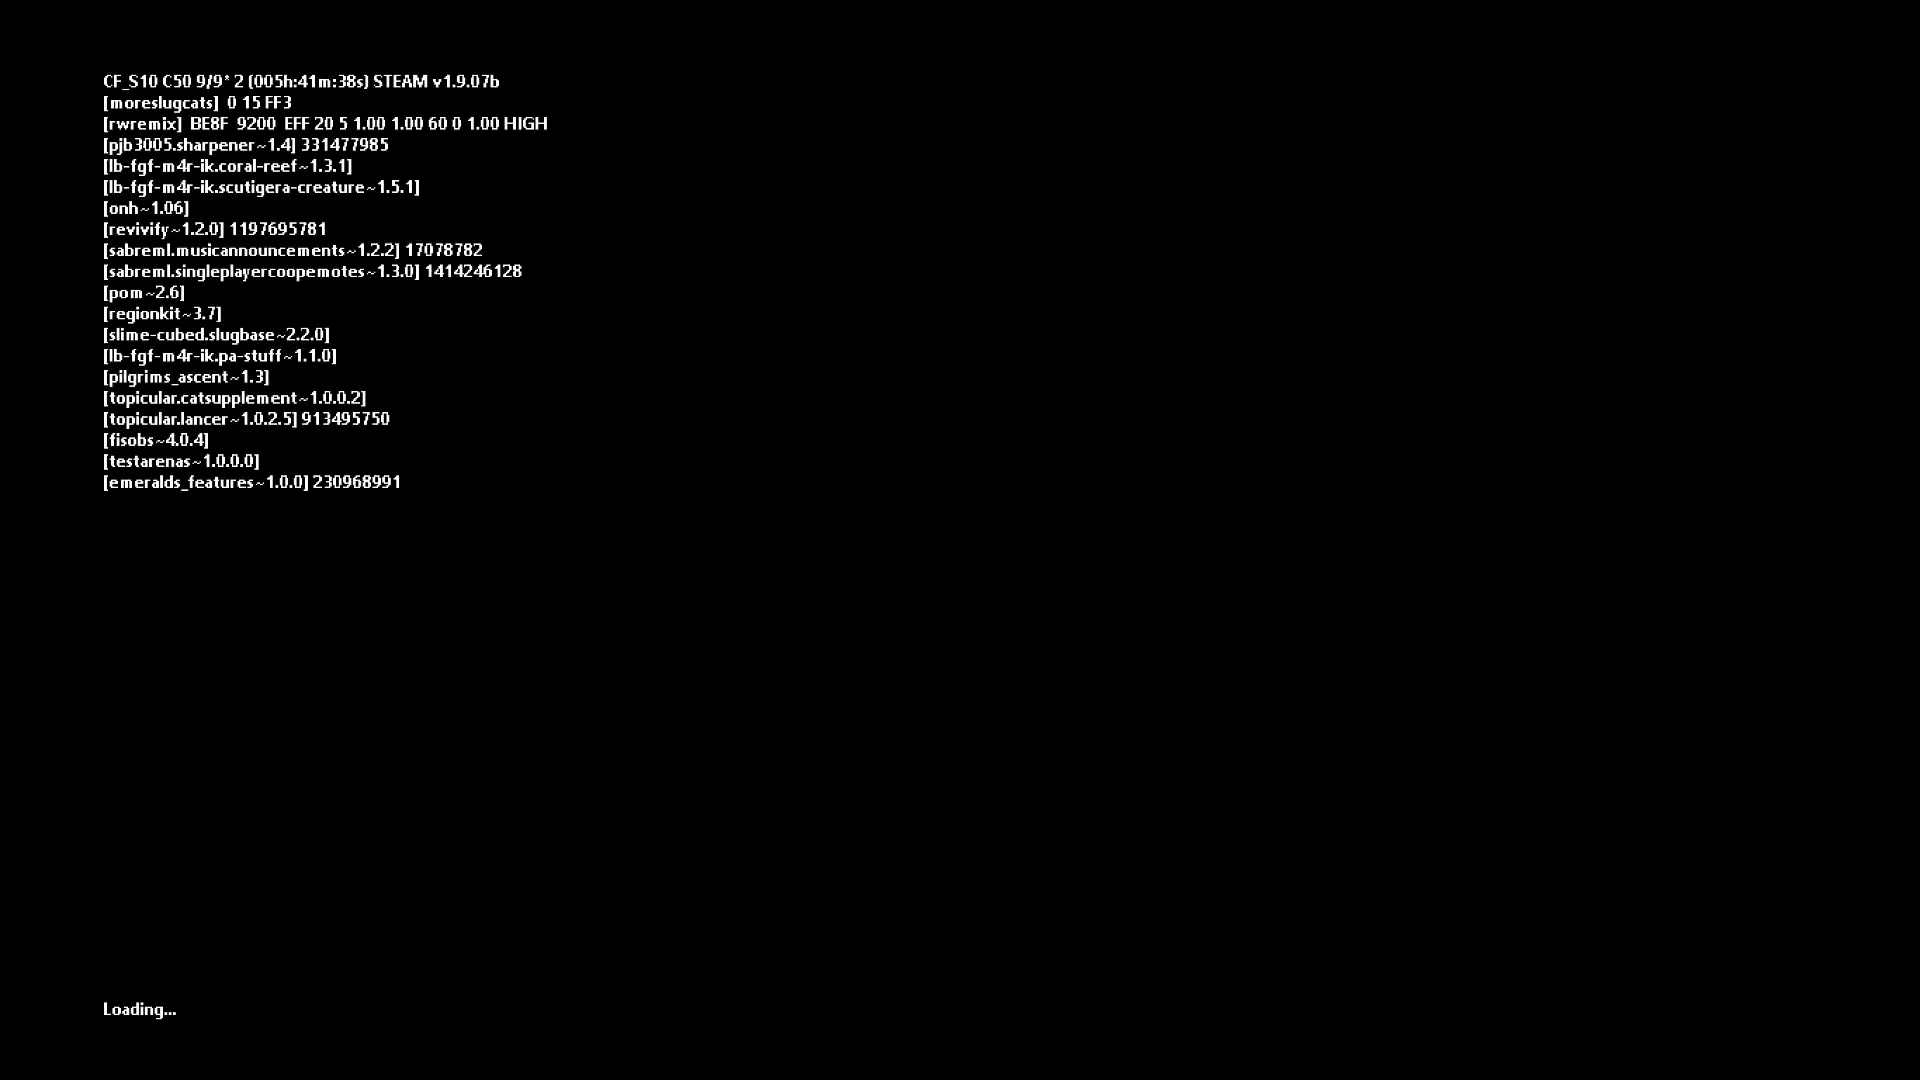 CF_S10 C50 9/9* 2 (005h:41m:38s) STEAM v1.9.07b
[moreslugcats]  0 15 FF3
[rwremix]  BE8F  9200  EFF 20 5 1.00 1.00 60 0 1.00 HIGH
[pjb3005.sharpener~1.4] 331477985
[lb-fgf-m4r-ik.coral-reef~1.3.1]
[lb-fgf-m4r-ik.scutigera-creature~1.5.1]
[onh~1.06]
[revivify~1.2.0] 1197695781
[sabreml.musicannouncements~1.2.2] 17078782
[sabreml.singleplayercoopemotes~1.3.0] 1414246128
[pom~2.6]
[regionkit~3.7]
[slime-cubed.slugbase~2.2.0]
[lb-fgf-m4r-ik.pa-stuff~1.1.0]
[pilgrims_ascent~1.3]
[topicular.catsupplement~1.0.0.2]
[topicular.lancer~1.0.2.5] 913495750
[fisobs~4.0.4]
[testarenas~1.0.0.0]
[emeralds_features~1.0.0] 230968991
Loading...